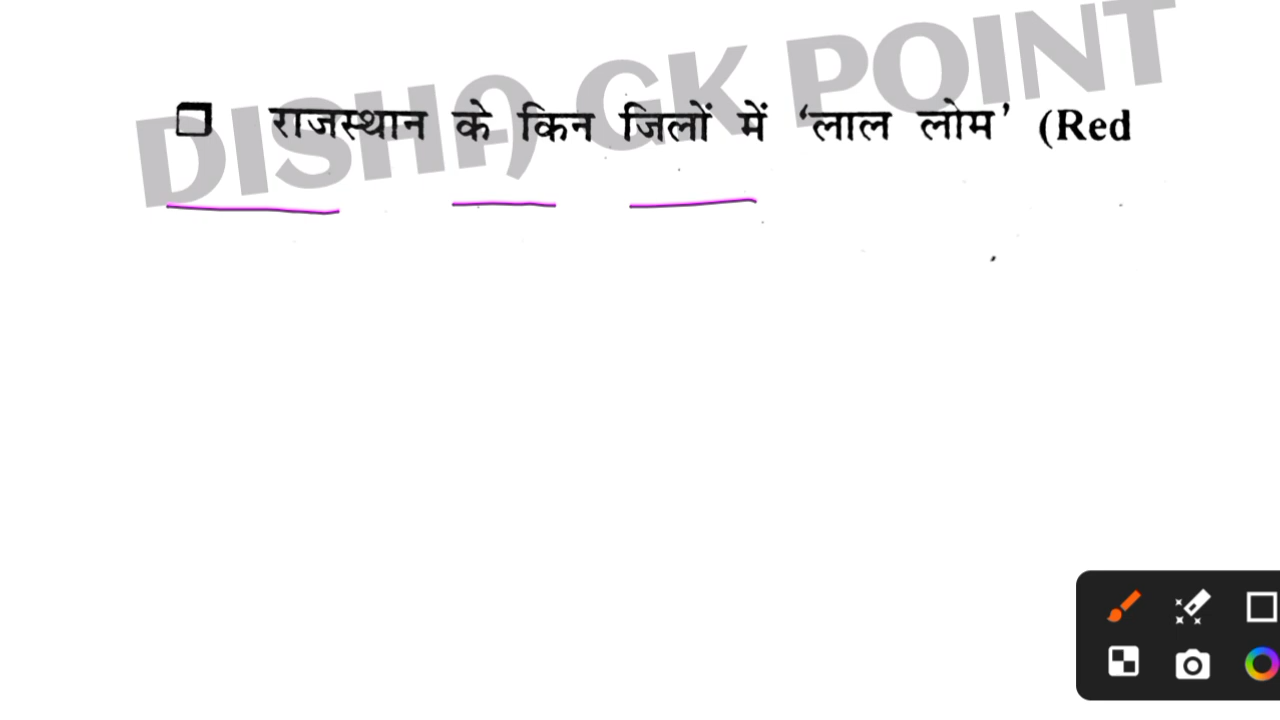 DISHA GK POINT
राजस्थान के किन जिलों में ‘लाल लोम’ (Red